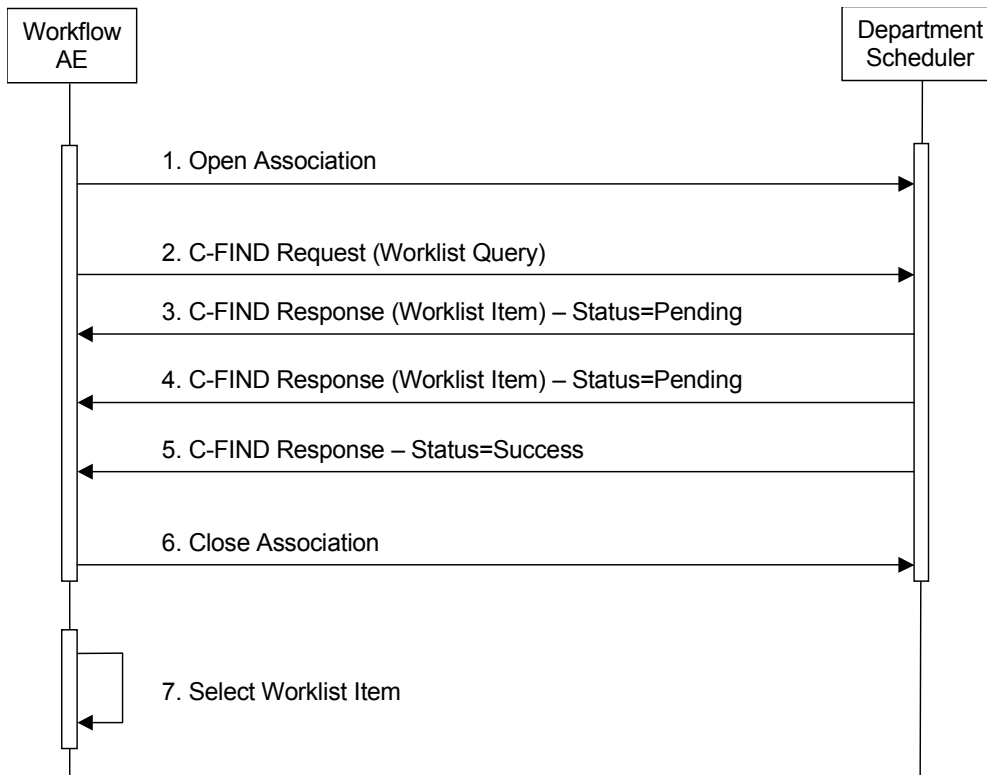 Workflow
AE
Department
Scheduler
1. Open Association
2. C-FIND Request (Worklist Query)
3. C-FIND Response (Worklist Item) – Status=Pending
4. C-FIND Response (Worklist Item) – Status=Pending
5. C-FIND Response – Status=Success
6. Close Association
7. Select Worklist Item